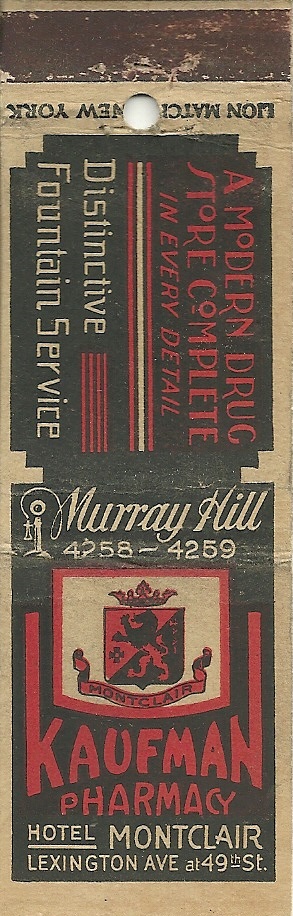 LION MATCH NEW YORK
A MODERN DRUG
STORE COMPLETE
IN EVERY DETAIL
Distinctive
Fountain Service
Murray Hill
4258-4259
MONTCLAIR
KAUFMAN
PHARMACY
HOTEL MONTCLAIR
LEXINGTON AVE at 49th St.